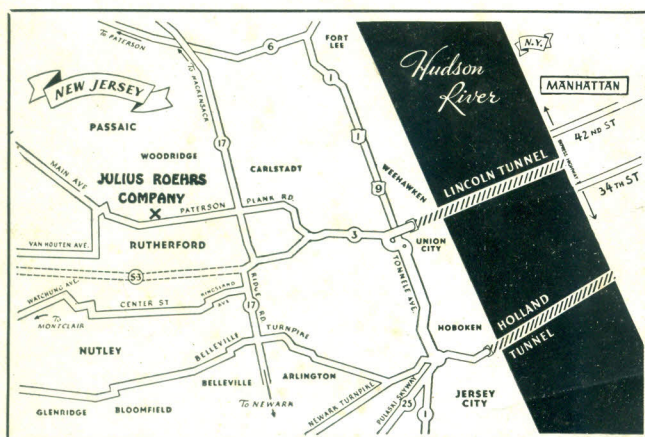 To PATERSON
6
FORT
LEE
N.Y.
Hudson
River
MANHATTAN
To HACKENSACK
NEW JERSEY
1
1
42ND ST
PASSAIC
17
WOODRIDGE
CARLSTADT
WEEHAWKEN
LINCOLN TUNNEL
34TH ST
MAIN AVE
JULIUS ROEHRS
COMPANY
X
PATERSON
PLANK RD.
9
VAN HOUTEN AVE.
RUTHERFORD
3
UNION
CITY
S3
WATCHUNG AVE.
CENTER ST
KINGSLAND
AVE
RIDGE RD.
17
TONNELE AVE.
To
MONTCLAIR
HOBOKEN
HOLLAND
TUNNEL
NUTLEY
BELLEVILLE
TURNPIKE
BELLEVILLE
ARLINGTON
NEWARK TURNPIKE
PULASKI SKYWAY
25
1
JERSEY
CITY
To NEWARK
GLENRIDGE
BLOOMFIELD